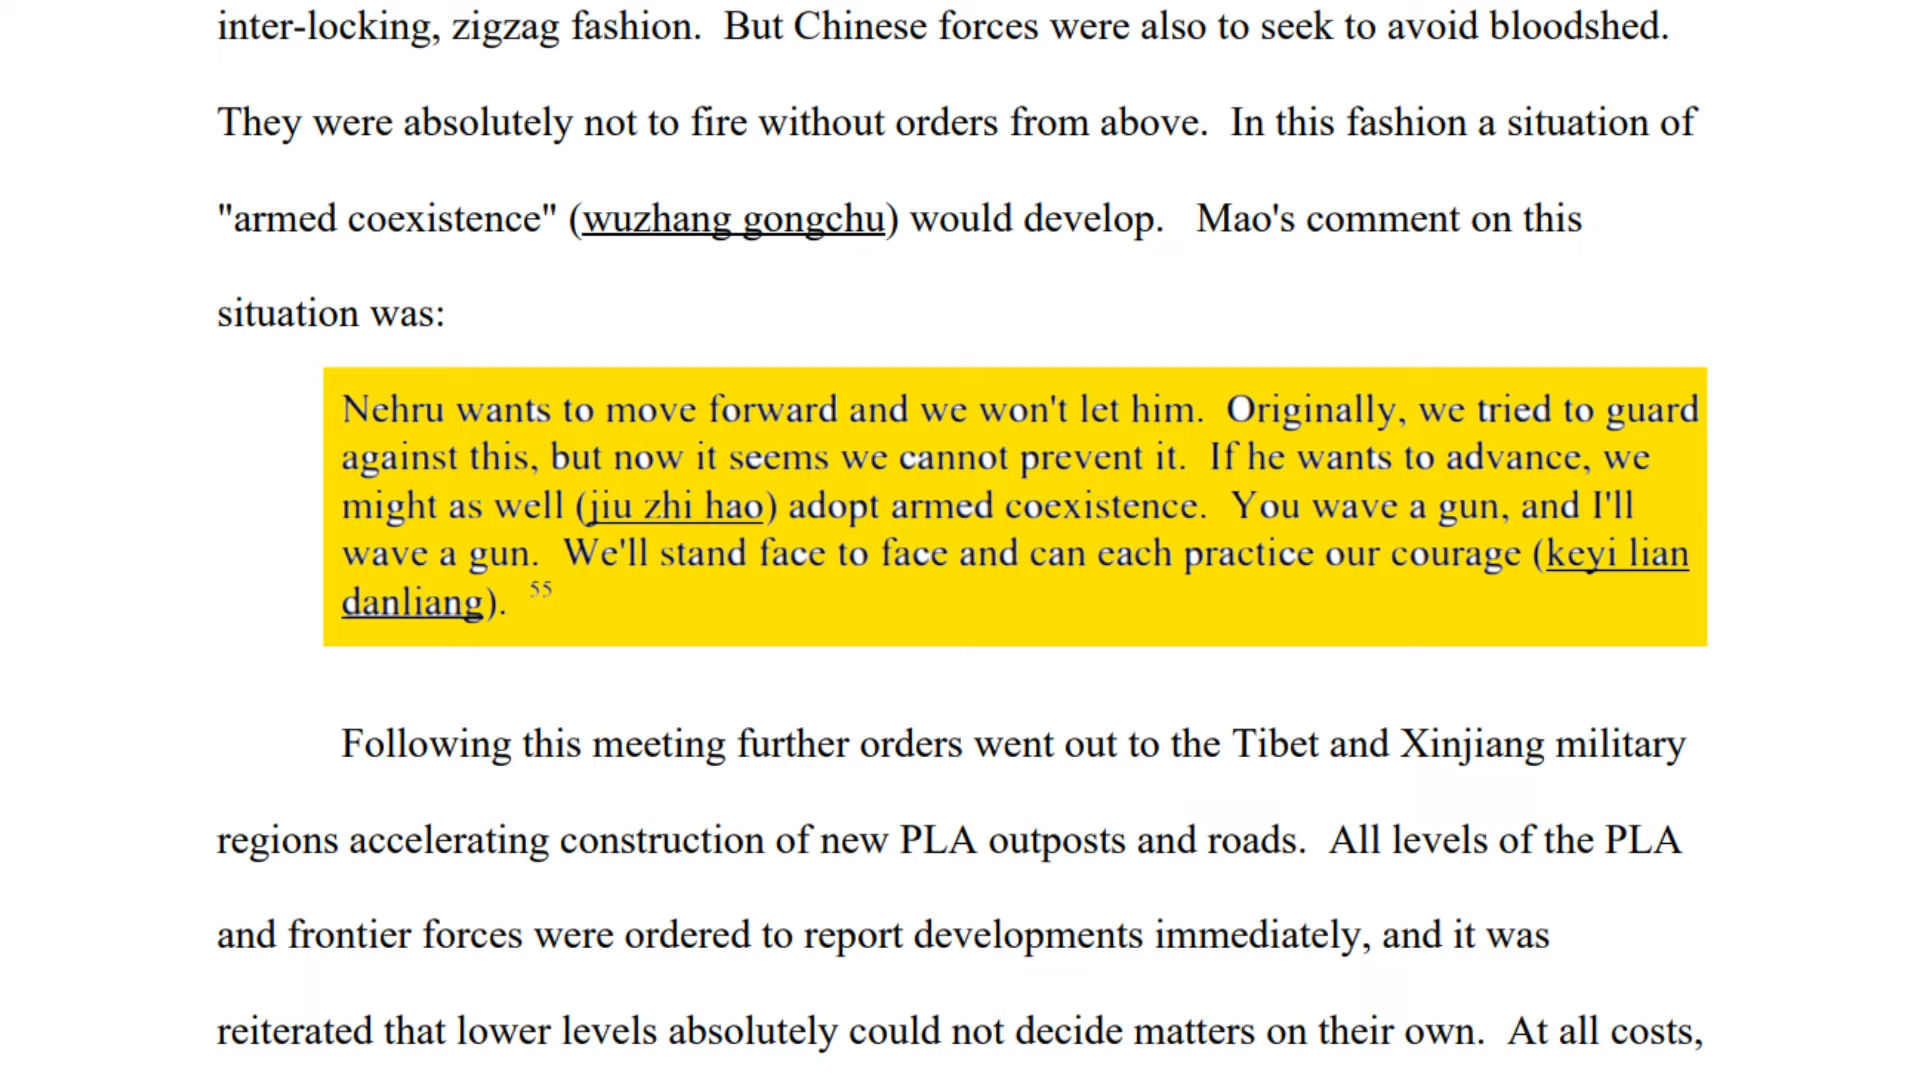 inter-locking, zigzag fashion.  But Chinese forces were also to seek to avoid bloodshed.
They were absolutely not to fire without orders from above.  In this fashion a situation of
"armed coexistence" (wuzhang gongchu) would develop.   Mao's comment on this
situation was:
Nehru wants to move forward and we won't let him.  Originally, we tried to guard
against this, but now it seems we cannot prevent it.  If he wants to advance, we
might as well (jiu zhi hao) adopt armed coexistence.  You wave a gun, and I'll
wave a gun.  We'll stand face to face and can each practice our courage (keyi lian
danliang).  55
Following this meeting further orders went out to the Tibet and Xinjiang military
regions accelerating construction of new PLA outposts and roads.  All levels of the PLA
and frontier forces were ordered to report developments immediately, and it was
reiterated that lower levels absolutely could not decide matters on their own.  At all costs,